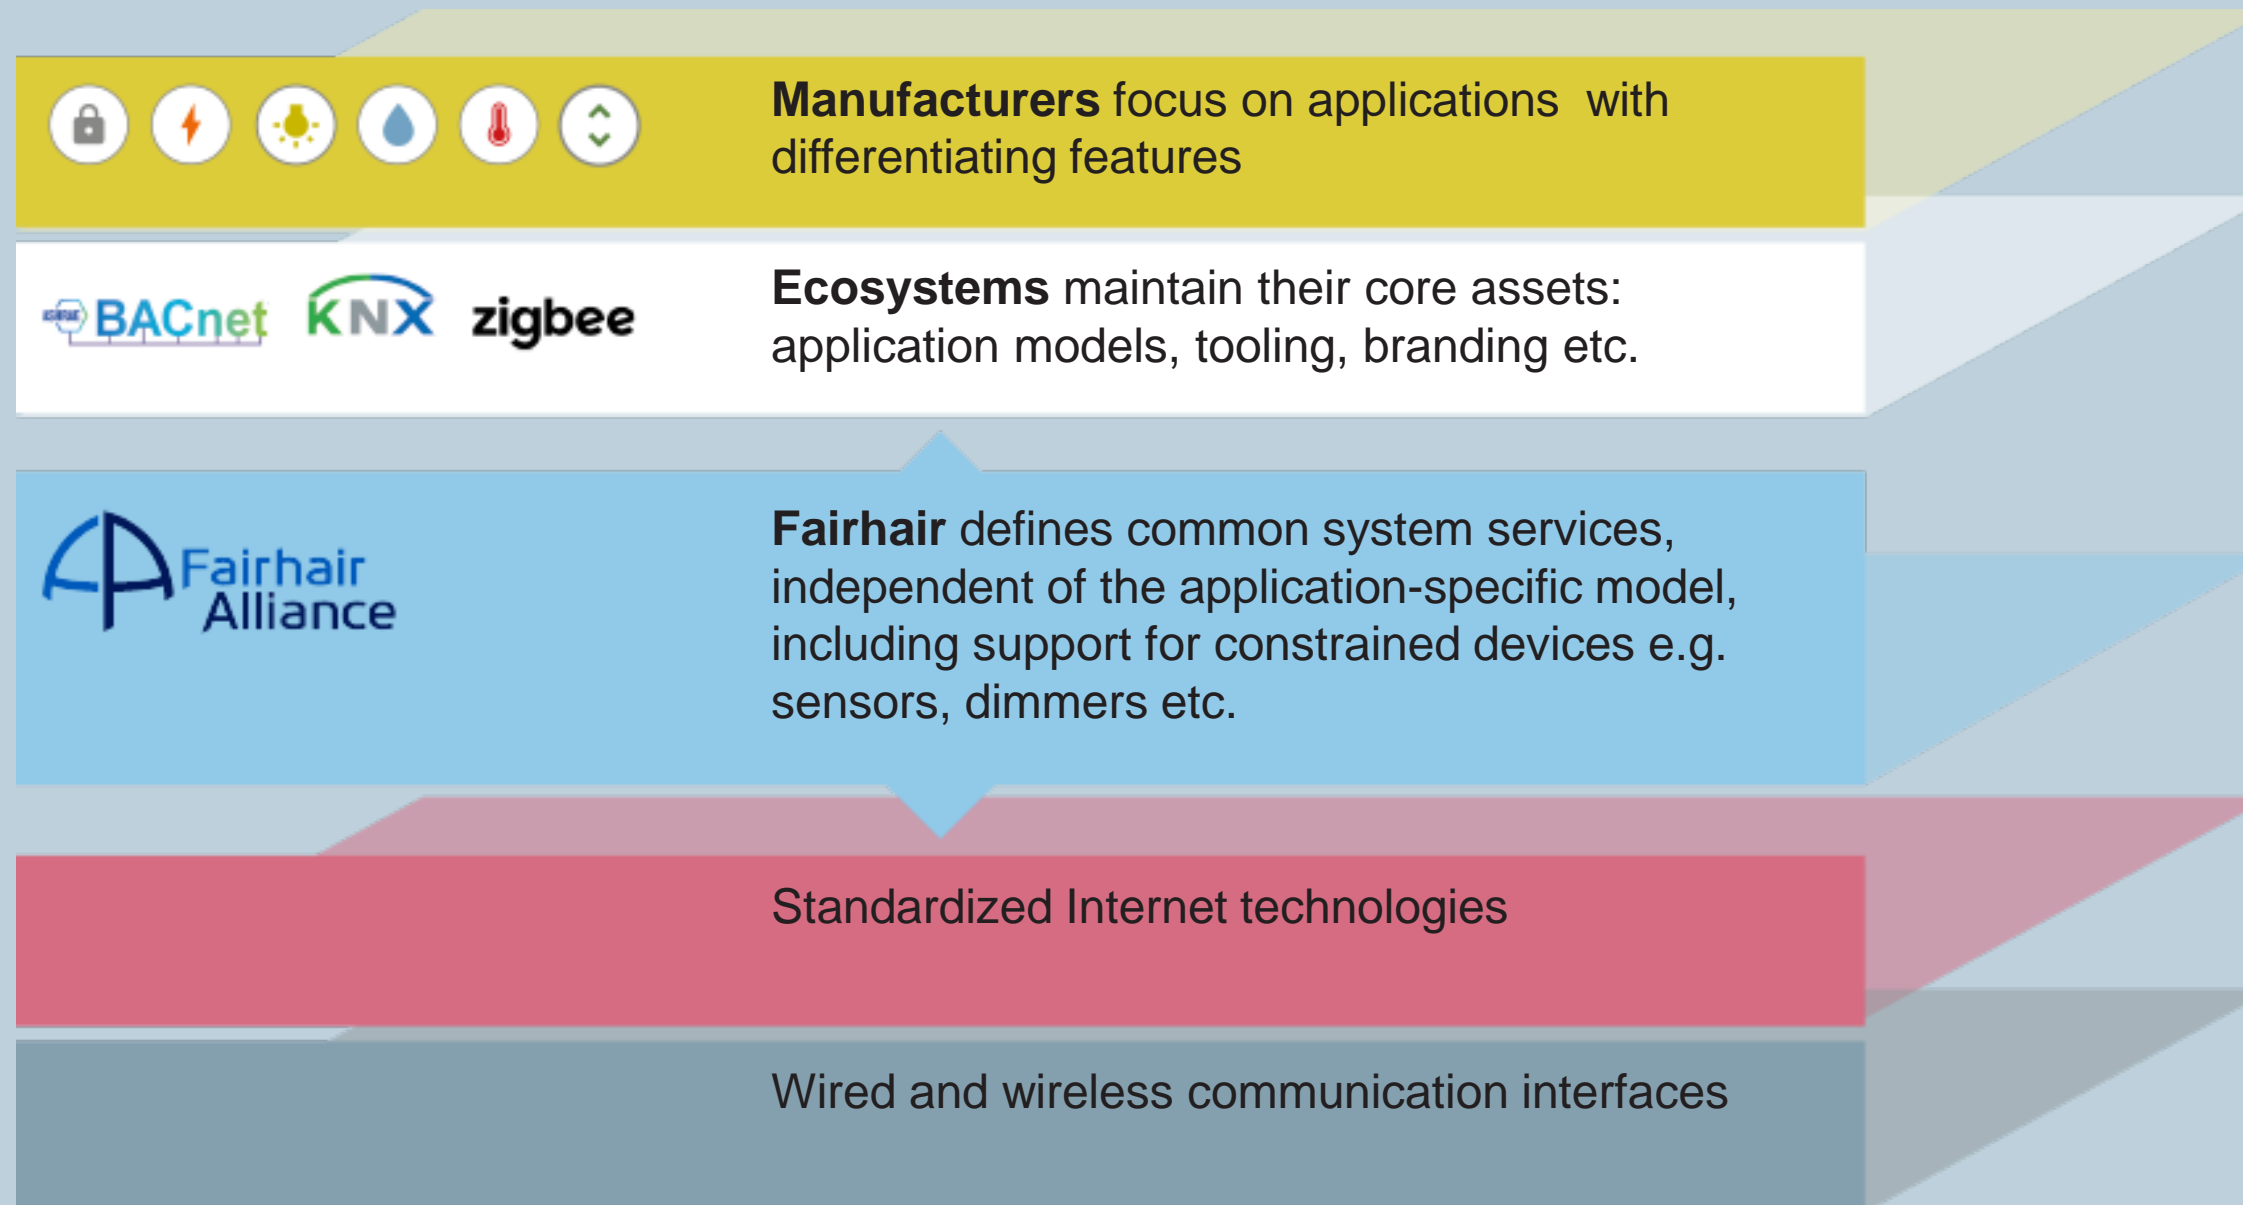 Manufacturers focus on applications  with
differentiating features
BACnet KNX zigbee
Ecosystems maintain their core assets:
application models, tooling, branding etc.
Fairhair
Alliance
Fairhair defines common system services,
independent of the application-specific model,
including support for constrained devices e.g.
sensors, dimmers etc.
Standardized Internet technologies
Wired and wireless communication interfaces